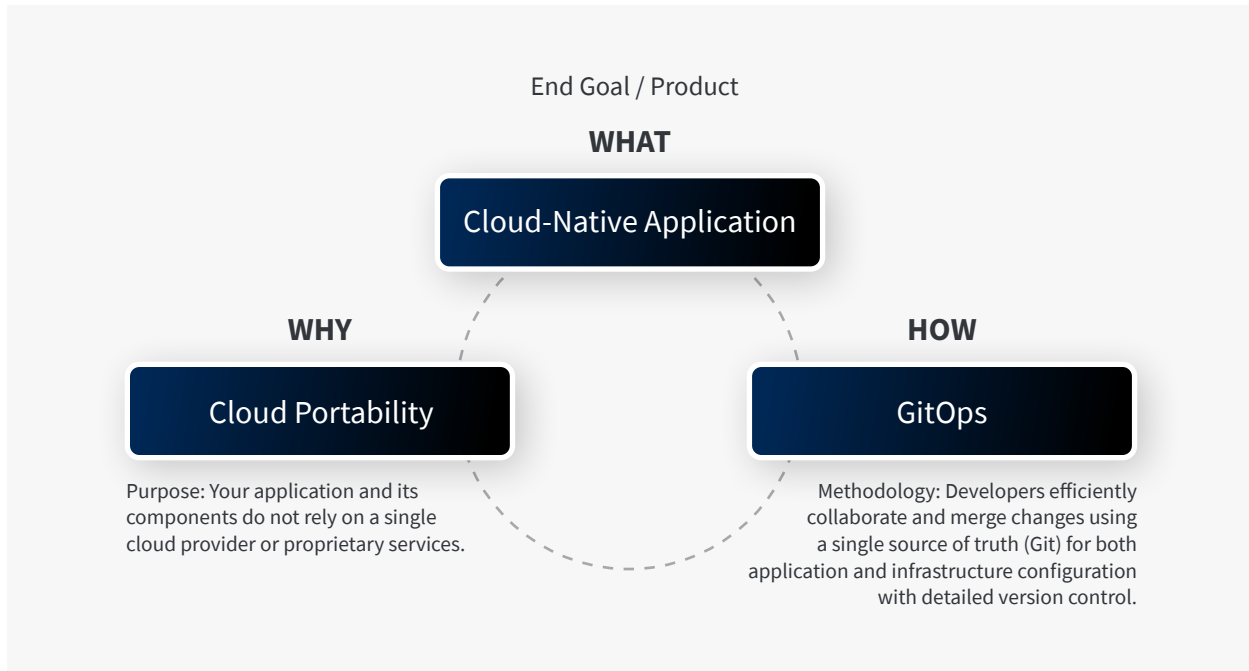 End Goal / Product
WHAT
Cloud-Native Application
WHY
Cloud Portability
Purpose: Your application and its
components do not rely on a single
cloud provider or proprietary services.
HOW
GitOps
Methodology: Developers efficiently
collaborate and merge changes using
a single source of truth (Git) for both
application and infrastructure configuration
with detailed version control.